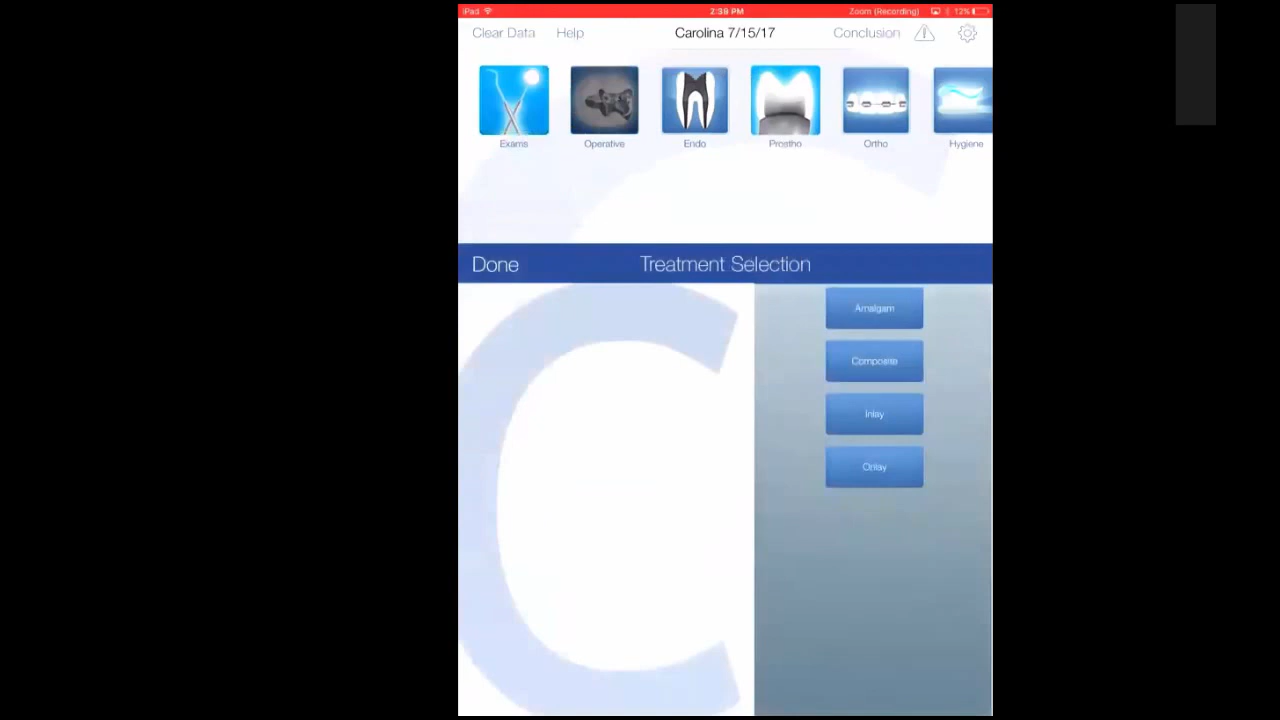 iPad 2:39 PM Zoom (Recording) 12%
Clear Data Help Carolina 7/15/17 Conclusion
Exams Operative Endo Prostho Ortho Hygiene
Done Treatment Selection
Amalgam
Composite
Inlay
Onlay